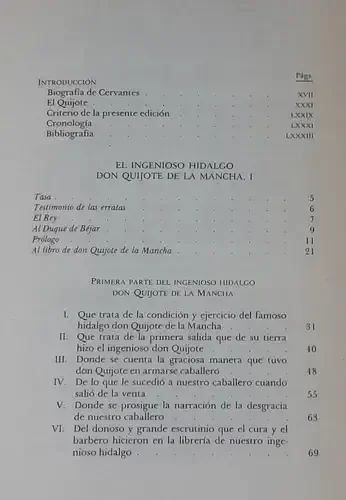 Págs.
INTRODUCCIÓN
Biografía de Cervantes . . . . . . . . XVII
El Quijote . . . . . . . . XXXI
Criterio de la presente edición . . . . LXXIX
Cronología . . . . . . . . LXXXI
Bibliografía . . . . . . . . LXXXIII
EL INGENIOSO HIDALGO
DON QUIJOTE DE LA MANCHA, I
Tasa . . . . . . . . 5
Testimonio de las erratas . . . . . . . . 6
El Rey . . . . . . . . 7
Al Duque de Béjar . . . . . . . . 9
Prólogo . . . . . . . . 11
Al libro de don Quijote de la Mancha . . . . . . . . 21
PRIMERA PARTE DEL INGENIOSO HIDALGO
DON QUIJOTE DE LA MANCHA
I. Que trata de la condición y ejercicio del famoso
hidalgo don Quijote de la Mancha . . . . 31
II. Que trata de la primera salida que de su tierra
hizo el ingenioso don Quijote . . . . 40
III. Donde se cuenta la graciosa manera que tuvo
don Quijote en armarse caballero . . . . 48
IV. De lo que le sucedió a nuestro caballero cuando
salió de la venta . . . . . . 55
V. Donde se prosigue la narración de la desgracia
de nuestro caballero . . . . . . 63
VI. Del donoso y grande escrutinio que el cura y el
barbero hicieron en la librería de nuestro inge-
nioso hidalgo . . . . . . 69